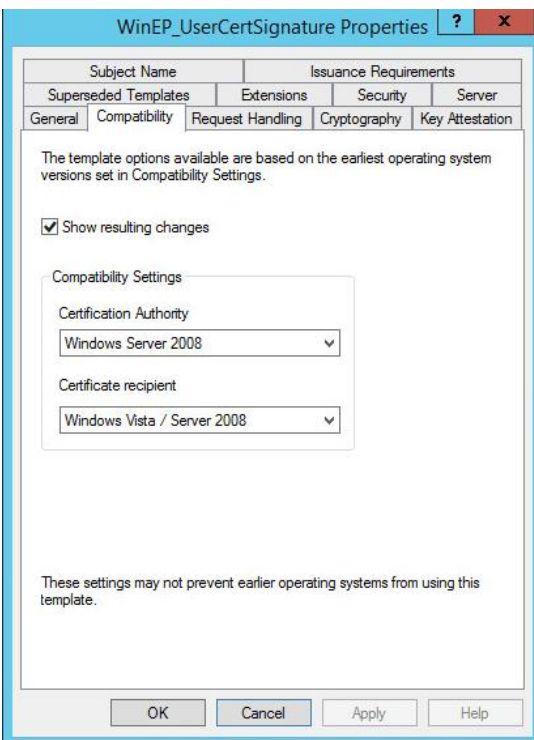 WinEP_UserCertSignature Properties
?
x
Subject Name
Issuance Requirements
Superseded Templates
Extensions
Security
Server
General
Compatibility
Request Handling
Cryptography
Key Attestation
The template options available are based on the earliest operating system
versions set in Compatibility Settings.
Show resulting changes
Compatibility Settings
Certification Authority
Windows Server 2008
Certificate recipient
Windows Vista / Server 2008
These settings may not prevent earlier operating systems from using this
template.
OK
Cancel
Apply
Help